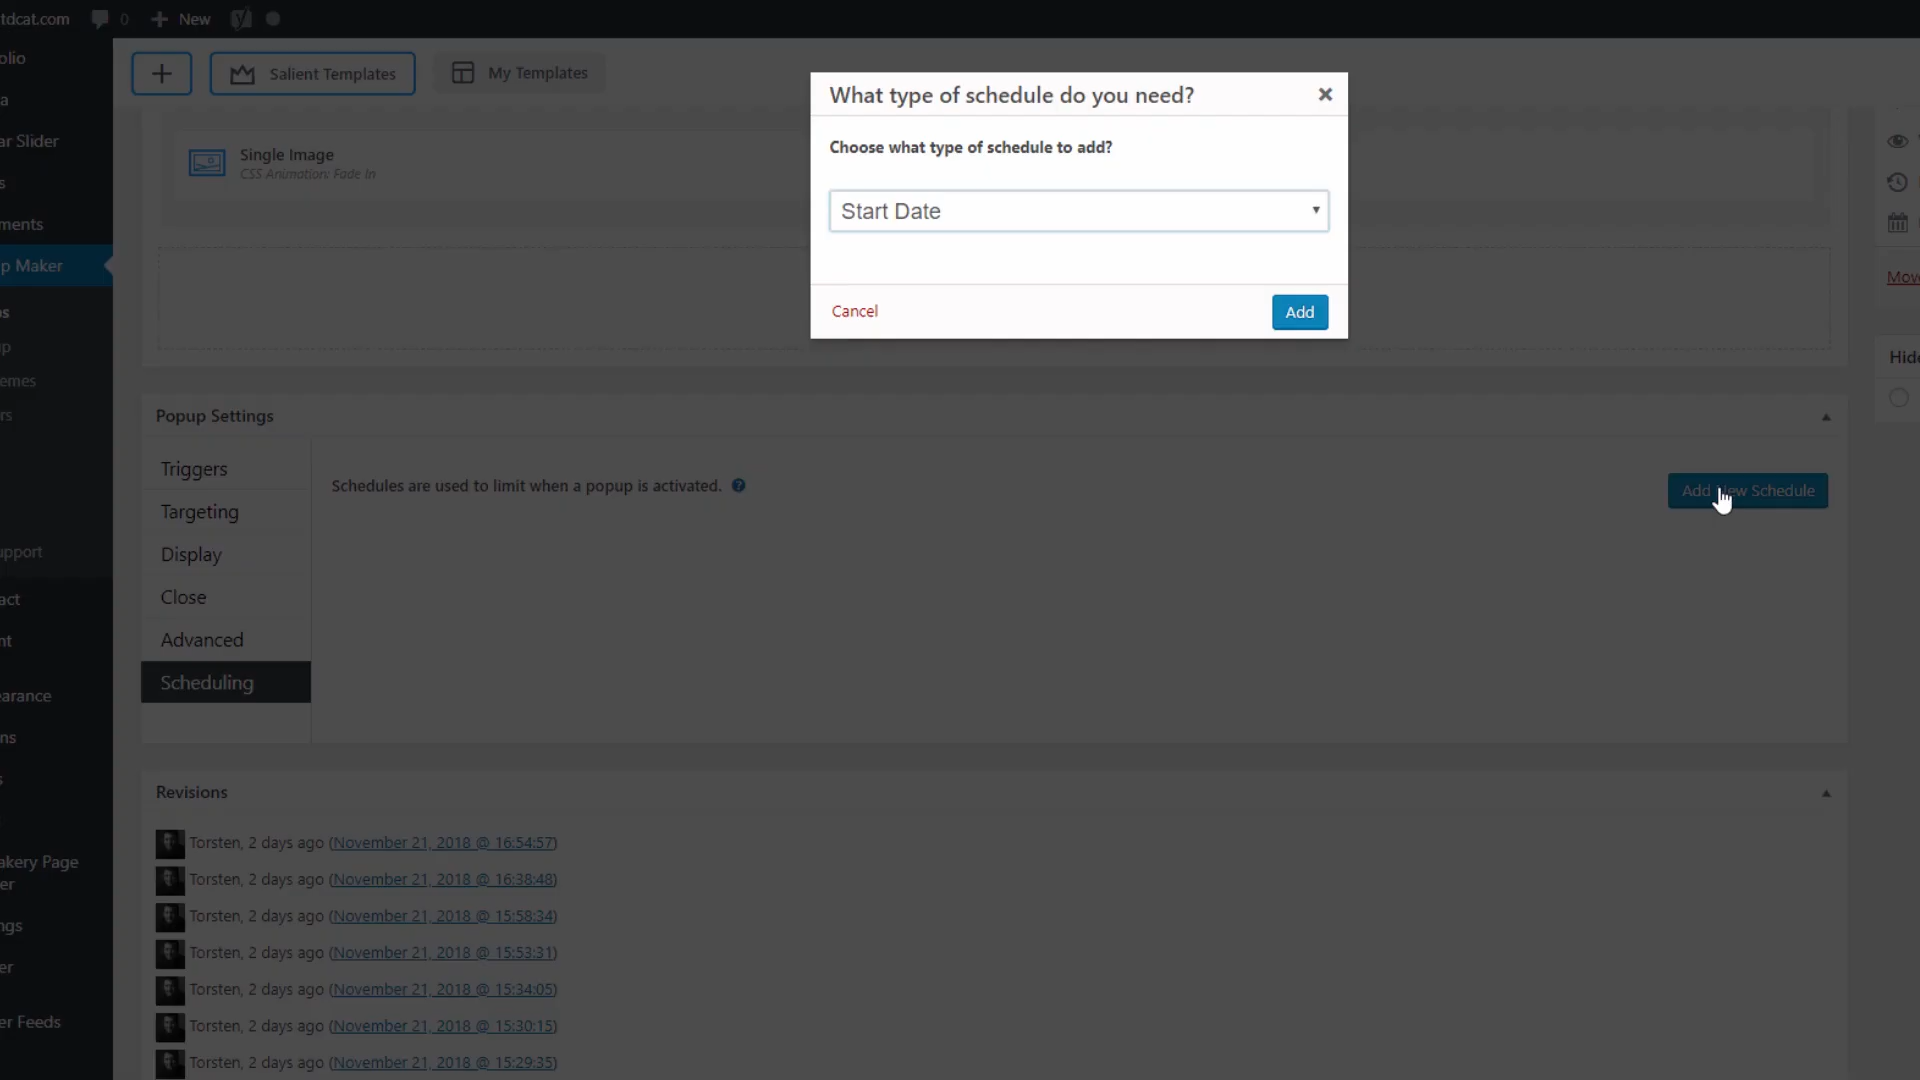 tdcat.com 0 New
Salient Templates My Templates
olio
a
ar Slider
s
ments
p Maker
s
p
emes
rs
upport
act
nt
earance
ns
s
akery Page
er
ngs
er
er Feeds
Single Image
CSS Animation: Fade In
What type of schedule do you need?
Choose what type of schedule to add?
Start Date
Cancel Add
Move
Hide
Popup Settings
Triggers
Targeting
Display
Close
Advanced
Scheduling
Schedules are used to limit when a popup is activated.
Add New Schedule
Revisions
Torsten, 2 days ago (November 21, 2018 @ 16:54:57)
Torsten, 2 days ago (November 21, 2018 @ 16:38:48)
Torsten, 2 days ago (November 21, 2018 @ 15:58:34)
Torsten, 2 days ago (November 21, 2018 @ 15:53:31)
Torsten, 2 days ago (November 21, 2018 @ 15:34:05)
Torsten, 2 days ago (November 21, 2018 @ 15:30:15)
Torsten, 2 days ago (November 21, 2018 @ 15:29:35)